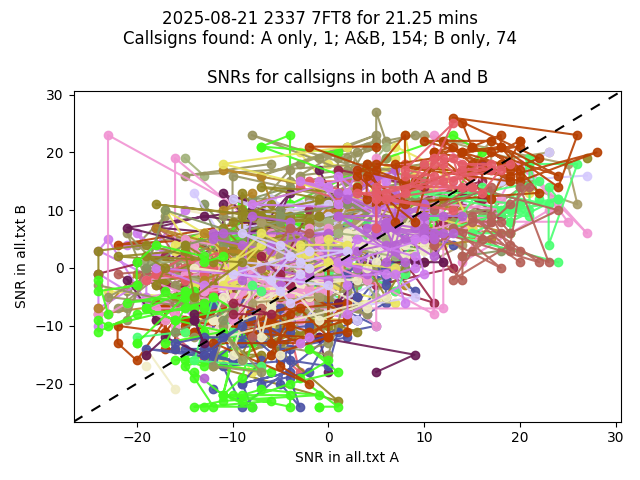 2025-08-21 2337 7FT8 for 21.25 mins
Callsigns found: A only, 1; A&B, 154; B only, 74
SNRs for callsigns in both A and B
30
20
10
0
−10
−20
SNR in all.txt B
−20
−10
0
10
20
30
SNR in all.txt A